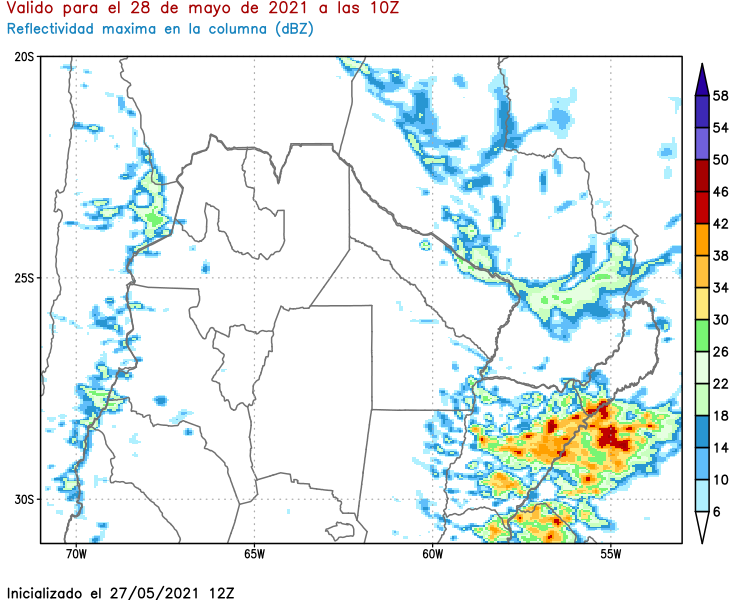 Valido para el 28 de mayo de 2021 a las 10Z
Reflectividad maxima en la columna (dBZ)
20S
25S
30S
70W
65W
60W
55W
58
54
50
46
42
38
34
30
26
22
18
14
10
6
Inicializado el 27/05/2021 12Z